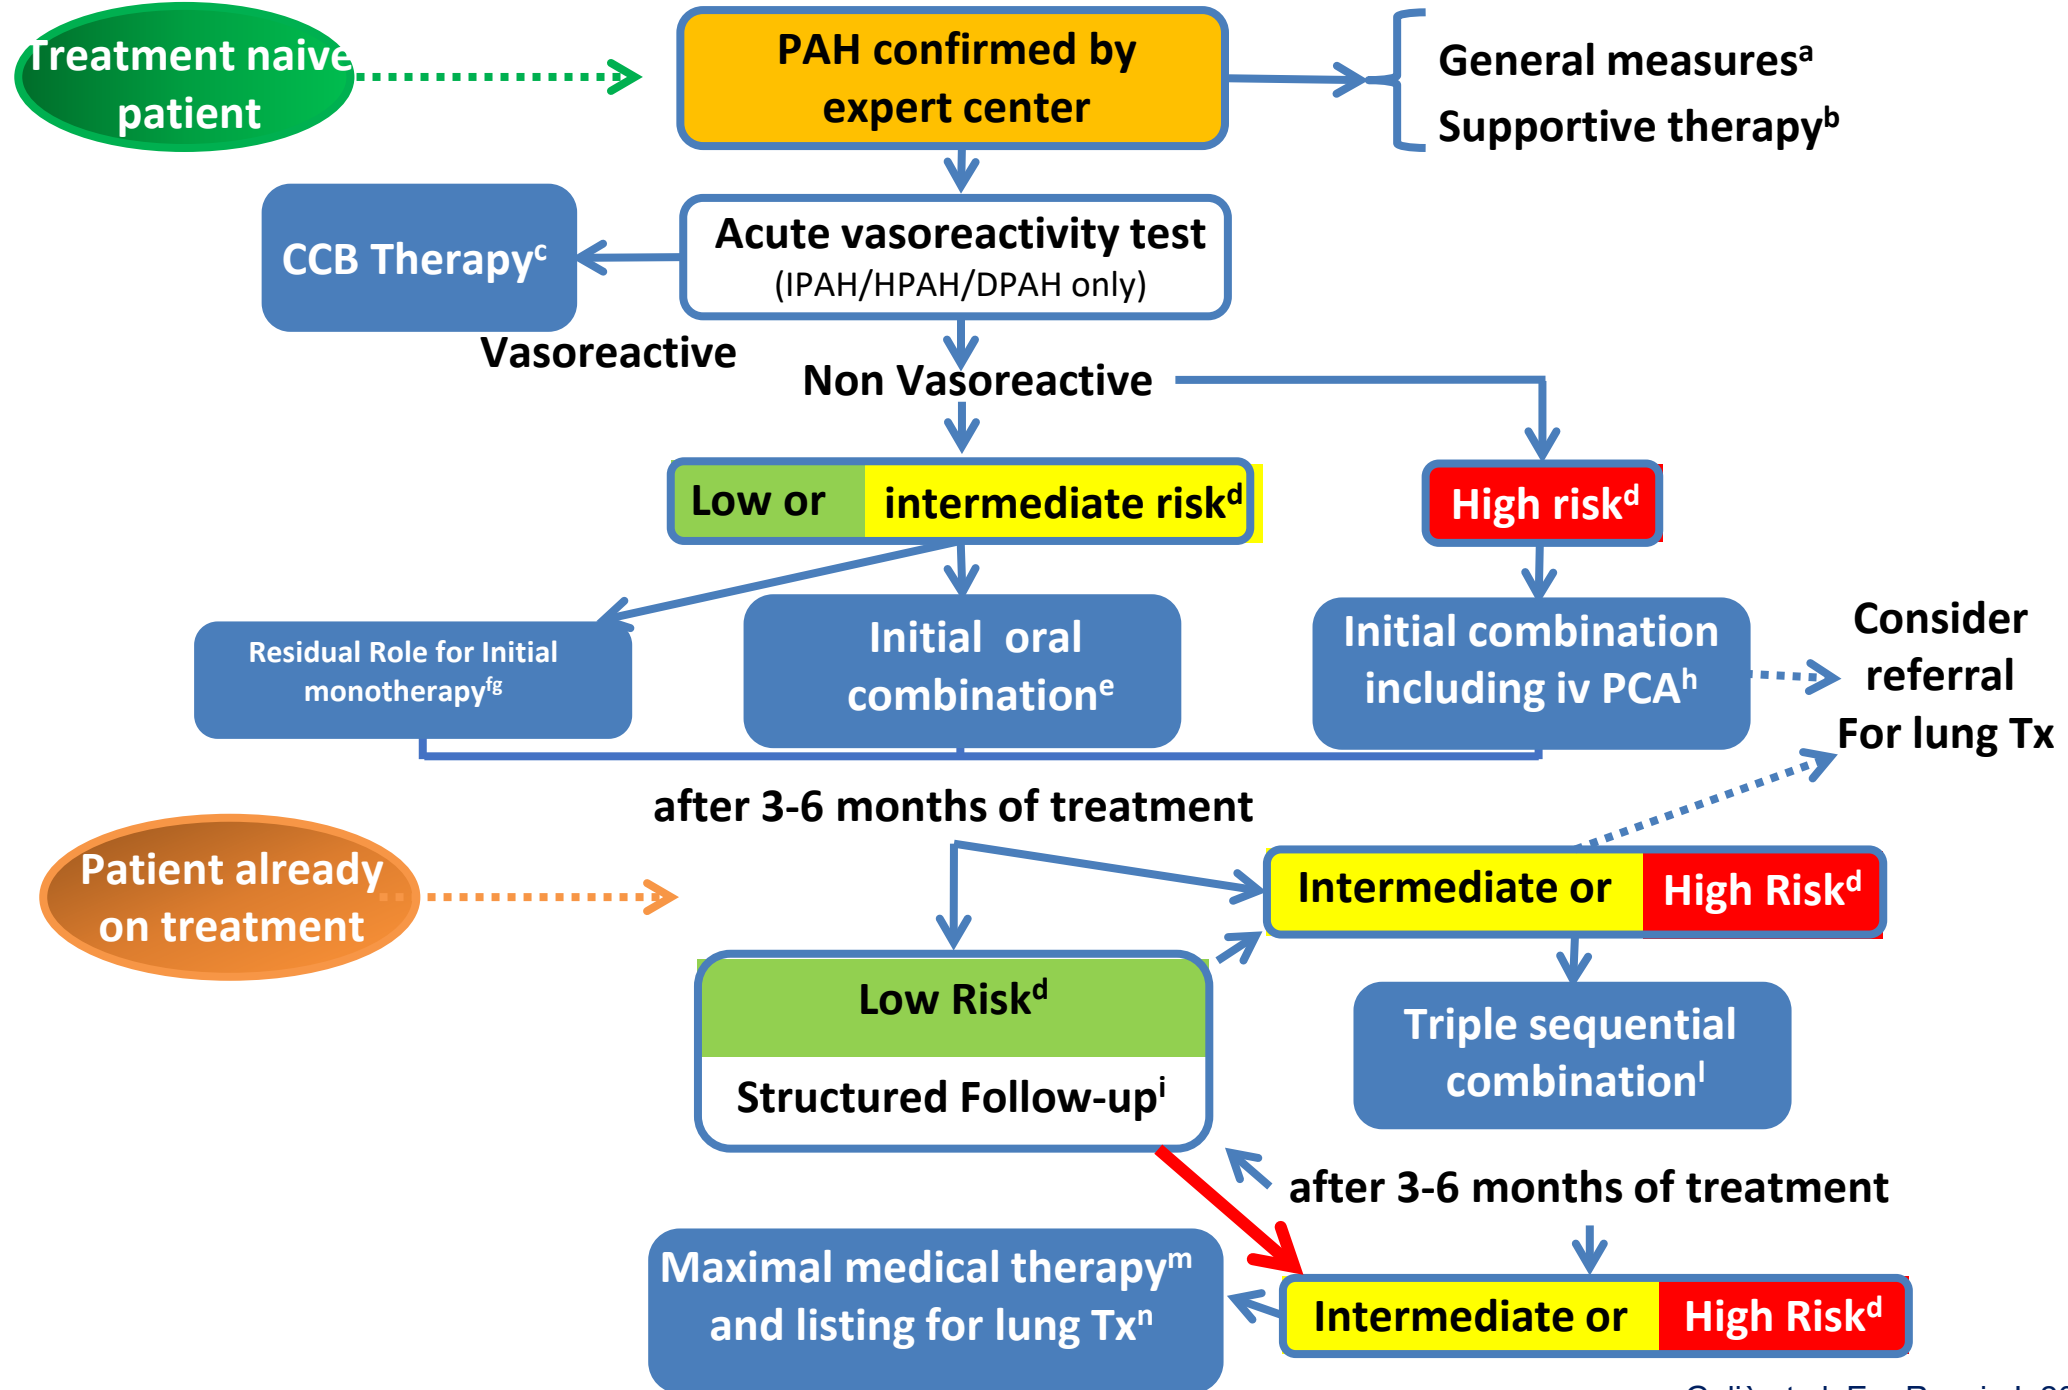 Treatment naive
patient
PAH confirmed by
expert center
General measuresᵃ
Supportive therapyᵇ
CCB Therapyᶜ
Acute vasoreactivity test
(IPAH/HPAH/DPAH only)
Vasoreactive
Non Vasoreactive
Low or intermediate riskᵈ
High riskᵈ
Residual Role for Initial
monotherapyᶠᵍ
Initial oral
combinationᵉ
Initial combination
including iv PCAʰ
Consider
referral
For lung Tx
after 3-6 months of treatment
Patient already
on treatment
Intermediate or High Riskᵈ
Low Riskᵈ
Structured Follow-upⁱ
Triple sequential
combinationˡ
after 3-6 months of treatment
Maximal medical therapyᵐ
and listing for lung Txⁿ
Intermediate or High Riskᵈ